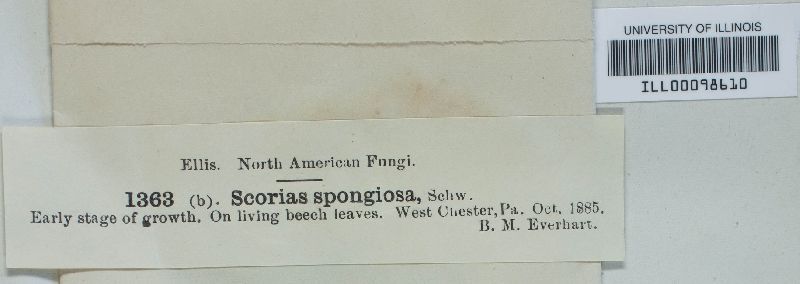 UNIVERSITY OF ILLINOIS
ILL00098610
Ellis. North American Fungi.
1363 (b). Scorias spongiosa, Schw.
Early stage of growth. On living beech leaves. West Chester, Pa. Oct. 1885.
B. M. Everhart.